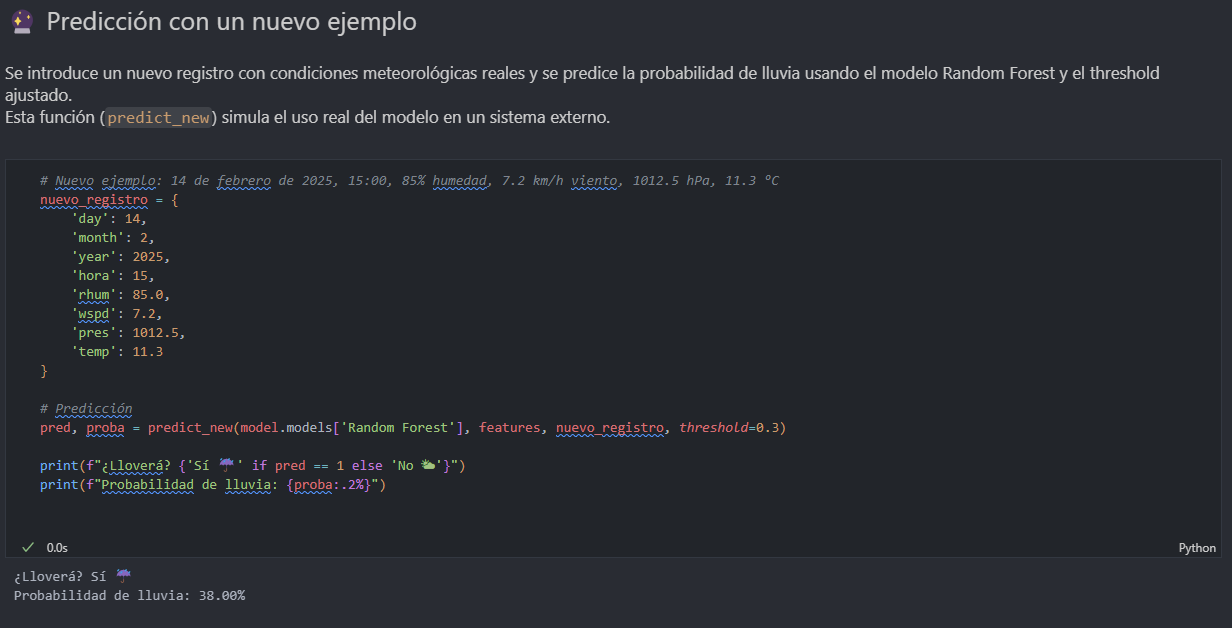 🔮 Predicción con un nuevo ejemplo
Se introduce un nuevo registro con condiciones meteorológicas reales y se predice la probabilidad de lluvia usando el modelo Random Forest y el threshold
ajustado.
Esta función (predict_new) simula el uso real del modelo en un sistema externo.
# Nuevo ejemplo: 14 de febrero de 2025, 15:00, 85% humedad, 7.2 km/h viento, 1012.5 hPa, 11.3 °C
nuevo_registro = {
    'day': 14,
    'month': 2,
    'year': 2025,
    'hora': 15,
    'rhum': 85.0,
    'wspd': 7.2,
    'pres': 1012.5,
    'temp': 11.3
}
# Predicción
pred, proba = predict_new(model.models['Random Forest'], features, nuevo_registro, threshold=0.3)
print(f"¿Lloverá? {'Sí ☔' if pred == 1 else 'No 🌥'}")
print(f"Probabilidad de lluvia: {proba:.2%}")
✓ 0.0s
Python
¿Lloverá? Sí ☔
Probabilidad de lluvia: 38.00%